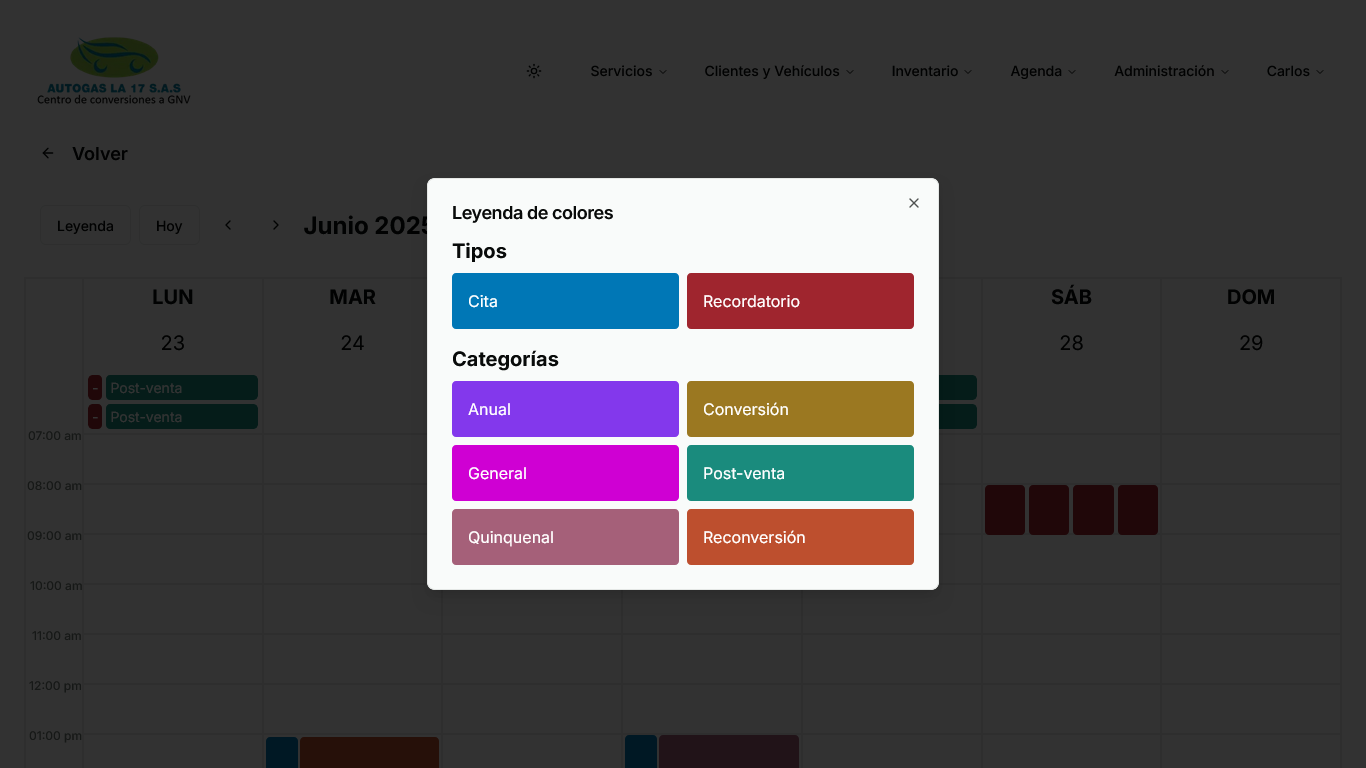 AUTOGAS LA 17 S.A.S
Centro de conversiones a GNV
Servicios
Clientes y Vehículos
Inventario
Agenda
Administración
Carlos
Volver
Leyenda
Hoy
Junio 2025
Leyenda de colores
Tipos
Cita
Recordatorio
Categorías
Anual
Conversión
General
Post-venta
Quinquenal
Reconversión
LUN
MAR
SÁB
DOM
23
24
28
29
- Post-venta
- Post-venta
07:00 am
08:00 am
09:00 am
10:00 am
11:00 am
12:00 pm
01:00 pm